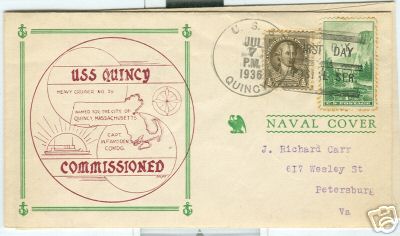 USS QUINCY
HEAVY CRUISER NO. 39
NAMED FOR THE CITY OF
QUINCY, MASSACHUSETTS
CAPT.
COMDG.
COMMISSIONED
U. S. S.
JUL
7
P.M.
1936
QUINCY
FIRST DAY
SER.
NAVAL COVER
J. Richard Carr
617 Wesley St
Petersburg
Va